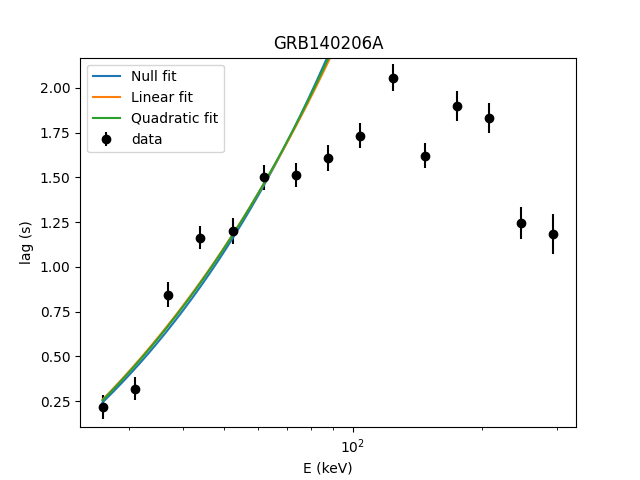 GRB140206A
Null fit
Linear fit
Quadratic fit
data
lag (s)
2.00
1.75
1.50
1.25
1.00
0.75
0.50
0.25
10²
E (keV)